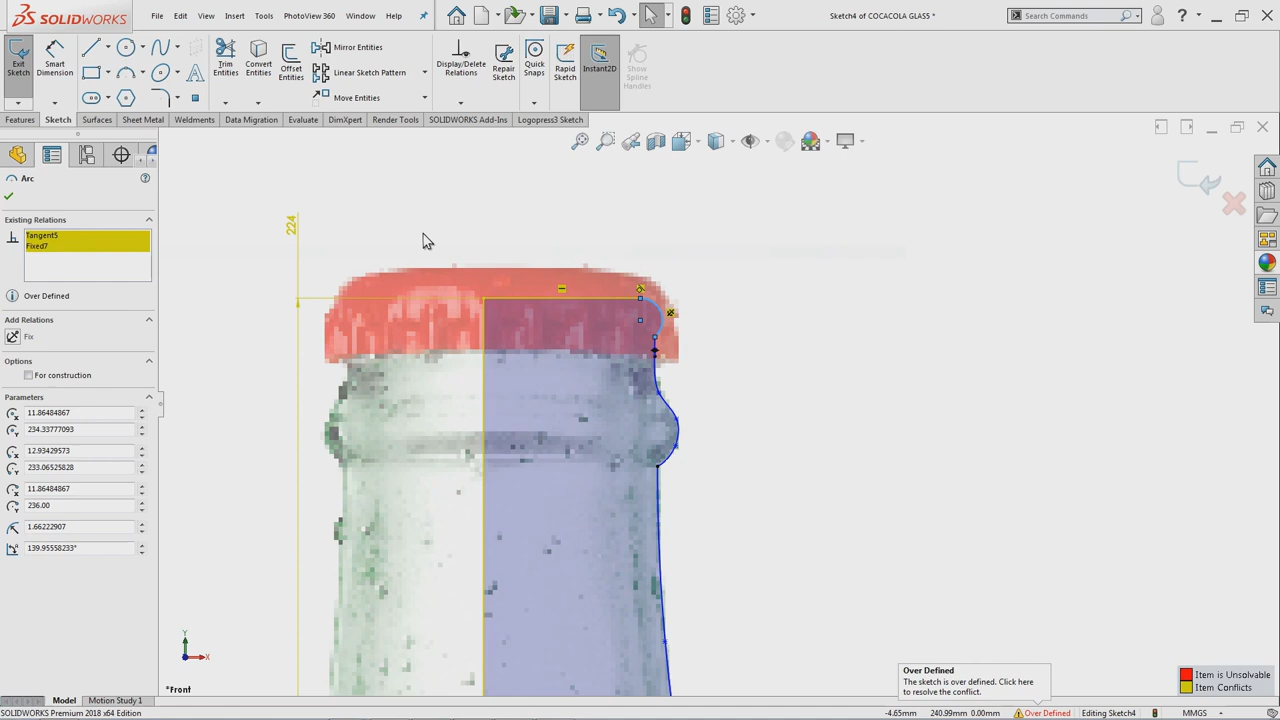 SOLIDWORKS File Edit View Insert Tools PhotoView 360 Window Help Sketch4 of COCACOLA GLASS * Search Commands ?
Exit Sketch Smart Dimension Trim Entities Convert Entities Offset Entities Mirror Entities Linear Sketch Pattern Move Entities Display/Delete Relations Repair Sketch Quick Snaps Rapid Sketch Instant2D Show Spline Handles
Features Sketch Surfaces Sheet Metal Weldments Data Migration Evaluate DimXpert Render Tools SOLIDWORKS Add-Ins Logopress3 Sketch
Arc
Existing Relations
Tangent5
Fixed7
Over Defined
Add Relations
Fix
Options
For construction
Parameters
11.86484867
234.33777093
12.93429573
233.06525828
11.86484867
236.00
1.66222907
139.95558233°
224
Y
X
*Front
Over Defined
The sketch is over defined. Click here
to resolve the conflict.
Item is Unsolvable
Item Conflicts
Model Motion Study 1
SOLIDWORKS Premium 2018 x64 Edition -4.65mm 240.99mm 0.00mm Over Defined Editing Sketch4 MMGS